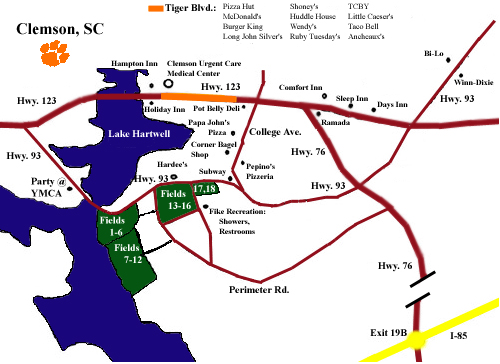 Tiger Blvd.:
Pizza Hut
McDonald's
Burger King
Long John Silver's
Shoney's
Huddle House
Wendy's
Ruby Tuesday's
TCBY
Little Caeser's
Taco Bell
Ancheaux's
Clemson, SC
Hampton Inn
Clemson Urgent Care
Medical Center
Bi-Lo
Winn-Dixie
Hwy. 123
Hwy. 123
Comfort Inn
Sleep Inn
Days Inn
Hwy. 93
Holiday Inn
Pot Belly Deli
Ramada
Lake Hartwell
Papa John's
Pizza
College Ave.
Hwy. 76
Corner Bagel
Shop
Hwy. 93
Hardee's
Pepino's
Pizzeria
Subway
Party @
YMCA
Hwy. 93
Hwy. 93
Fields
13-16
17,18
Fields
1-6
Fike Recreation:
Showers,
Restrooms
Fields
7-12
Hwy. 76
Perimeter Rd.
Exit 19B
I-85